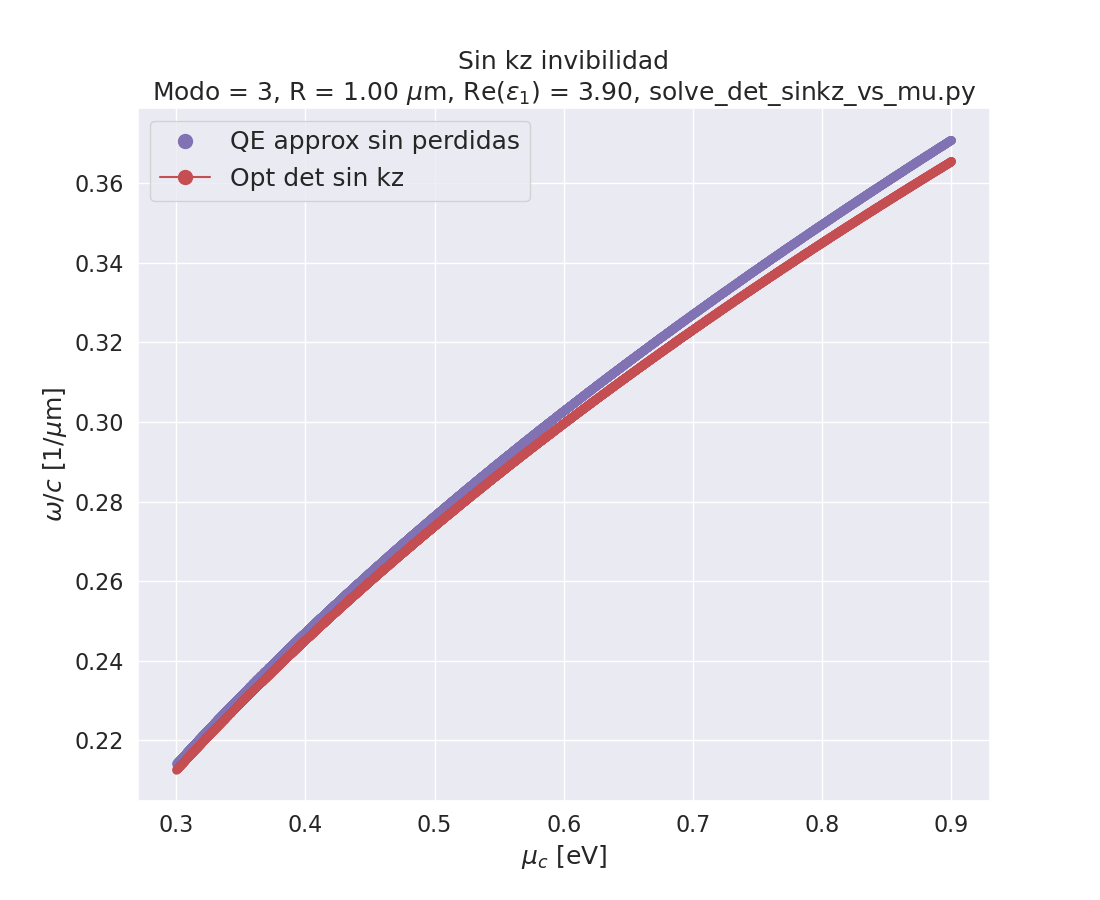 Sin kz invibilidad
Modo = 3, R = 1.00 μm, Re(ε₁) = 3.90, solve_det_sinkz_vs_mu.py
QE approx sin perdidas
Opt det sin kz
ω/c [1/μm]
0.36
0.34
0.32
0.30
0.28
0.26
0.24
0.22
0.3 0.4 0.5 0.6 0.7 0.8 0.9
μ_c [eV]